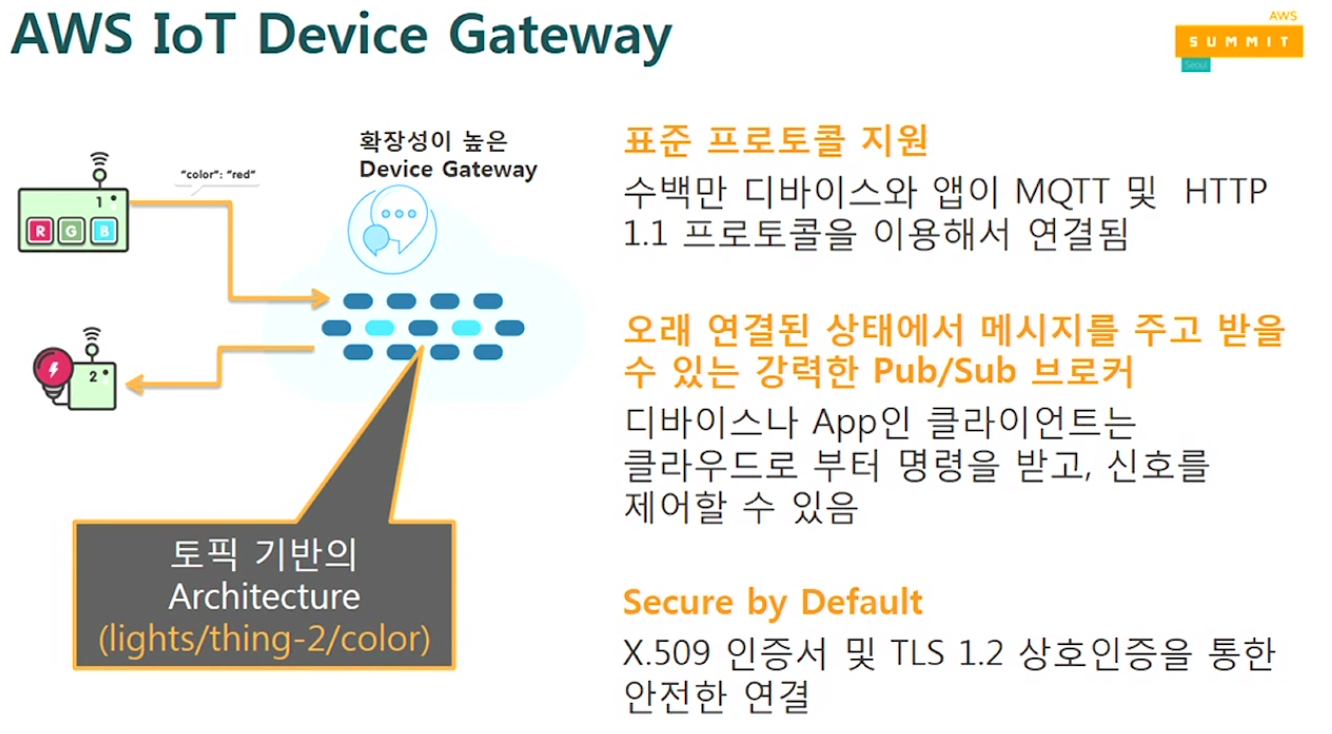 AWS IoT Device Gateway
AWS
SUMMIT
Seoul
확장성이 높은
Device Gateway
"color": "red"
1
R G B
2
토픽 기반의
Architecture
(lights/thing-2/color)
표준 프로토콜 지원
수백만 디바이스와 앱이 MQTT 및 HTTP
1.1 프로토콜을 이용해서 연결됨
오래 연결된 상태에서 메시지를 주고 받을
수 있는 강력한 Pub/Sub 브로커
디바이스나 App인 클라이언트는
클라우드로 부터 명령을 받고, 신호를
제어할 수 있음
Secure by Default
X.509 인증서 및 TLS 1.2 상호인증을 통한
안전한 연결